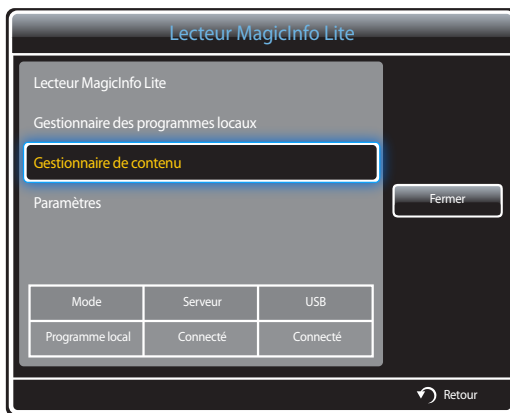 Lecteur MagicInfo Lite
Lecteur MagicInfo Lite
Gestionnaire des programmes locaux
Gestionnaire de contenu
Paramètres
Fermer
Mode Serveur USB
Programme local Connecté Connecté
Retour